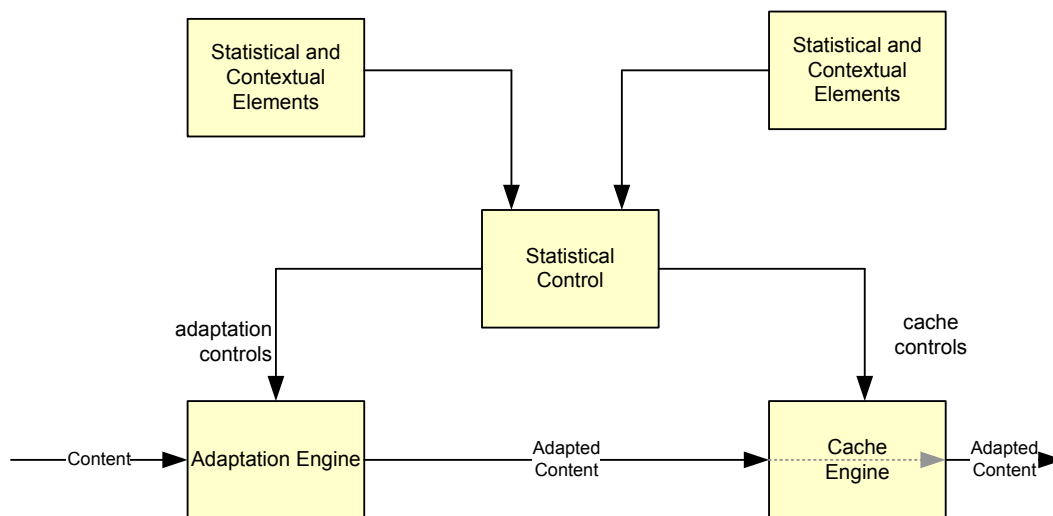 Statistical and
Contextual
Elements
Statistical and
Contextual
Elements
Statistical
Control
adaptation
controls
cache
controls
Content
Adaptation Engine
Adapted
Content
Cache
Engine
Adapted
Content